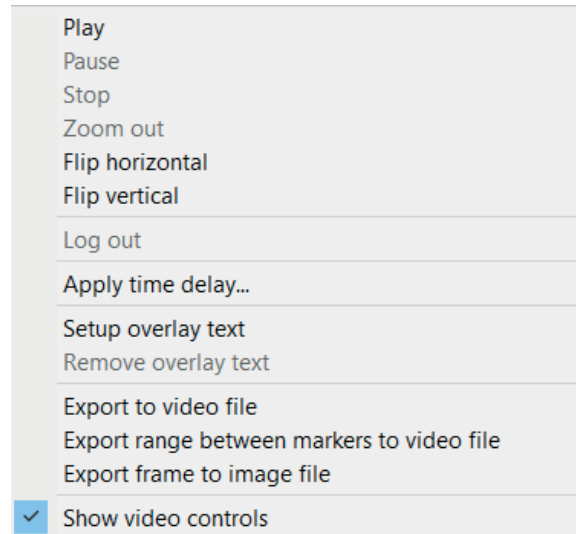 Play
Pause
Stop
Zoom out
Flip horizontal
Flip vertical
Log out
Apply time delay...
Setup overlay text
Remove overlay text
Export to video file
Export range between markers to video file
Export frame to image file
Show video controls